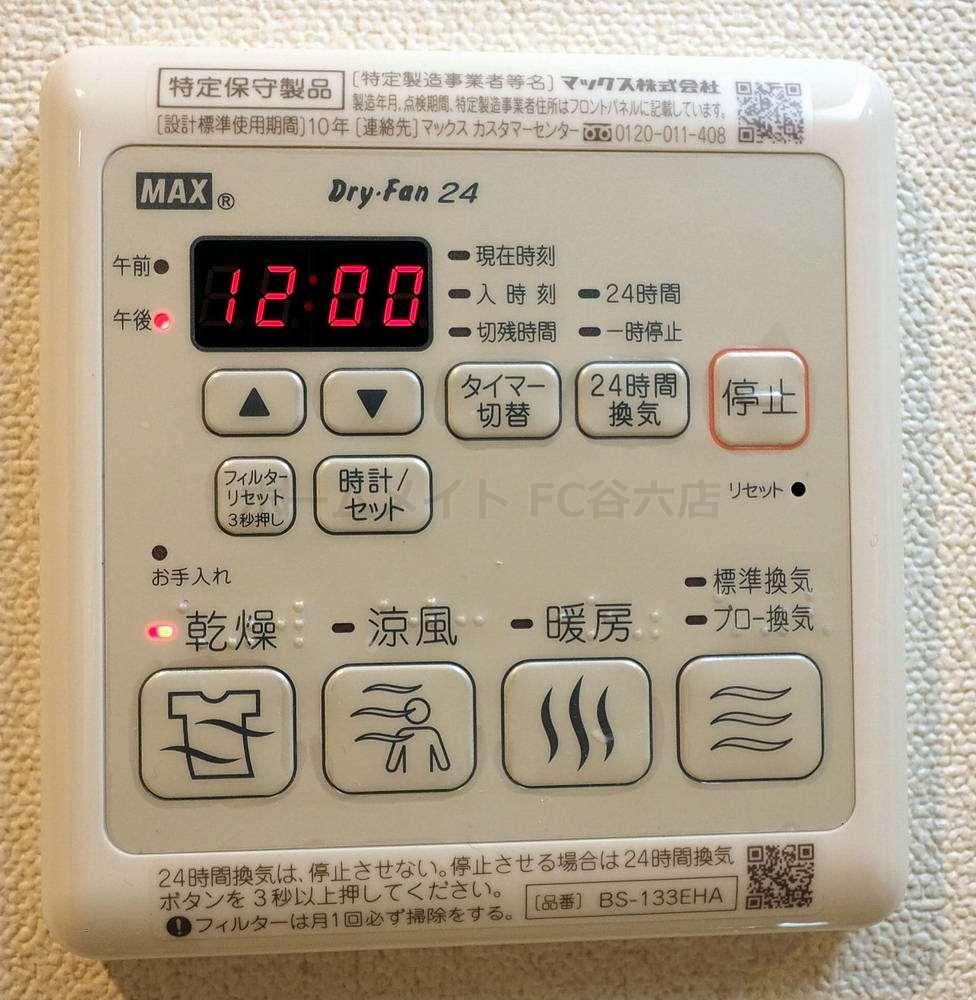 特定保守製品 [特定製造事業者等名] マックス株式会社
製造年月、点検期間、特定製造事業者住所はフロントパネルに記載しています。
[設計標準使用期間]10年 [連絡先]マックス カスタマーセンター 0120-011-408
MAX® Dry・Fan 24
午前
午後
12:00
現在時刻
入時刻 24時間
切残時間 一時停止
▲ ▼
タイマー切替
24時間換気
停止
フィルターリセット3秒押し
時計/セット
リセット
FC谷六店
お手入れ
標準換気
ブロー換気
乾燥 涼風 暖房
24時間換気は、停止させない。停止させる場合は24時間換気
ボタンを3秒以上押してください。
フィルターは月1回必ず掃除をする。
[品番] BS-133EHA